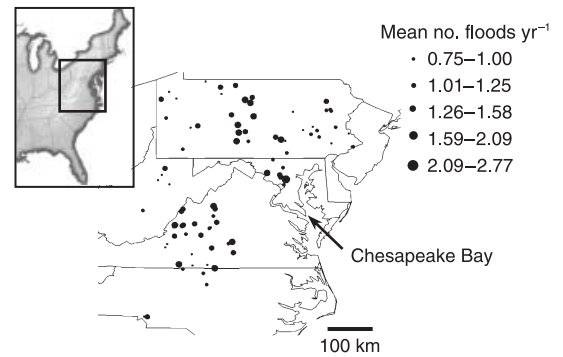 Mean no. floods yr⁻¹
0.75–1.00
1.01–1.25
1.26–1.58
1.59–2.09
2.09–2.77
Chesapeake Bay
100 km